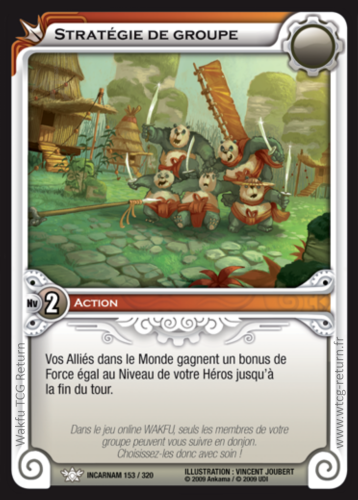 STRATÉGIE DE GROUPE
Nv 2 ACTION
Vos Alliés dans le Monde gagnent un bonus de
Force égal au Niveau de votre Héros jusqu'à
la fin du tour.
Dans le jeu online WAKFU, seuls les membres de votre
groupe peuvent vous suivre en donjon.
Choisissez-les donc avec soin !
INCARNAM 153 / 320
ILLUSTRATION : VINCENT JOUBERT
© 2009 Ankama / © 2009 UDI
Wakfu TCG Return
www.wtcg-return.fr